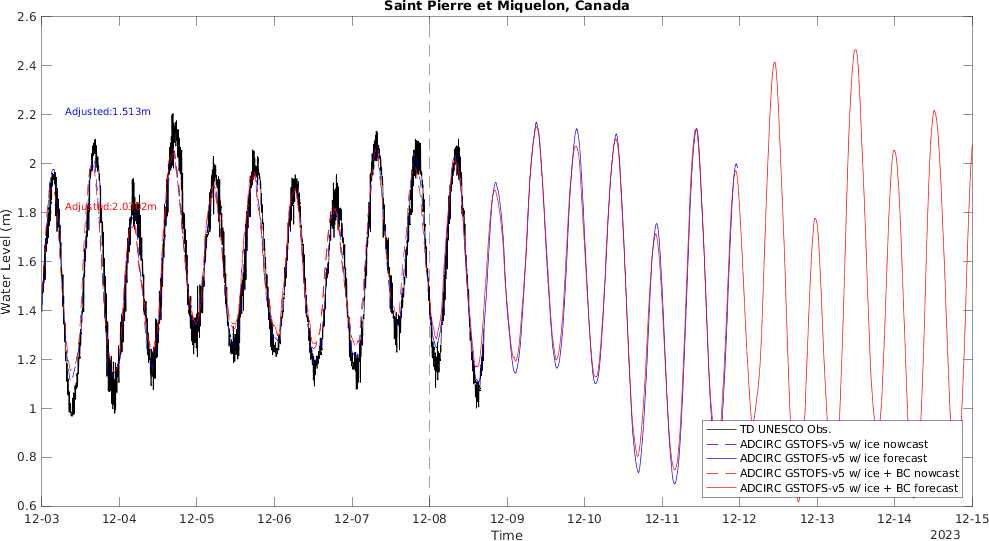 Saint Pierre et Miquelon, Canada
2.6
2.4
2.2
2
1.8
1.6
1.4
1.2
1
0.8
0.6
Water Level (m)
Adjusted:1.513m
TD UNESCO Obs.
ADCIRC GSTOFS-v5 w/ ice nowcast
ADCIRC GSTOFS-v5 w/ ice forecast
ADCIRC GSTOFS-v5 w/ ice + BC nowcast
ADCIRC GSTOFS-v5 w/ ice + BC forecast
12-03 12-04 12-05 12-06 12-07 12-08 12-09 12-10 12-11 12-12 12-13 12-14 12-15
Time
2023